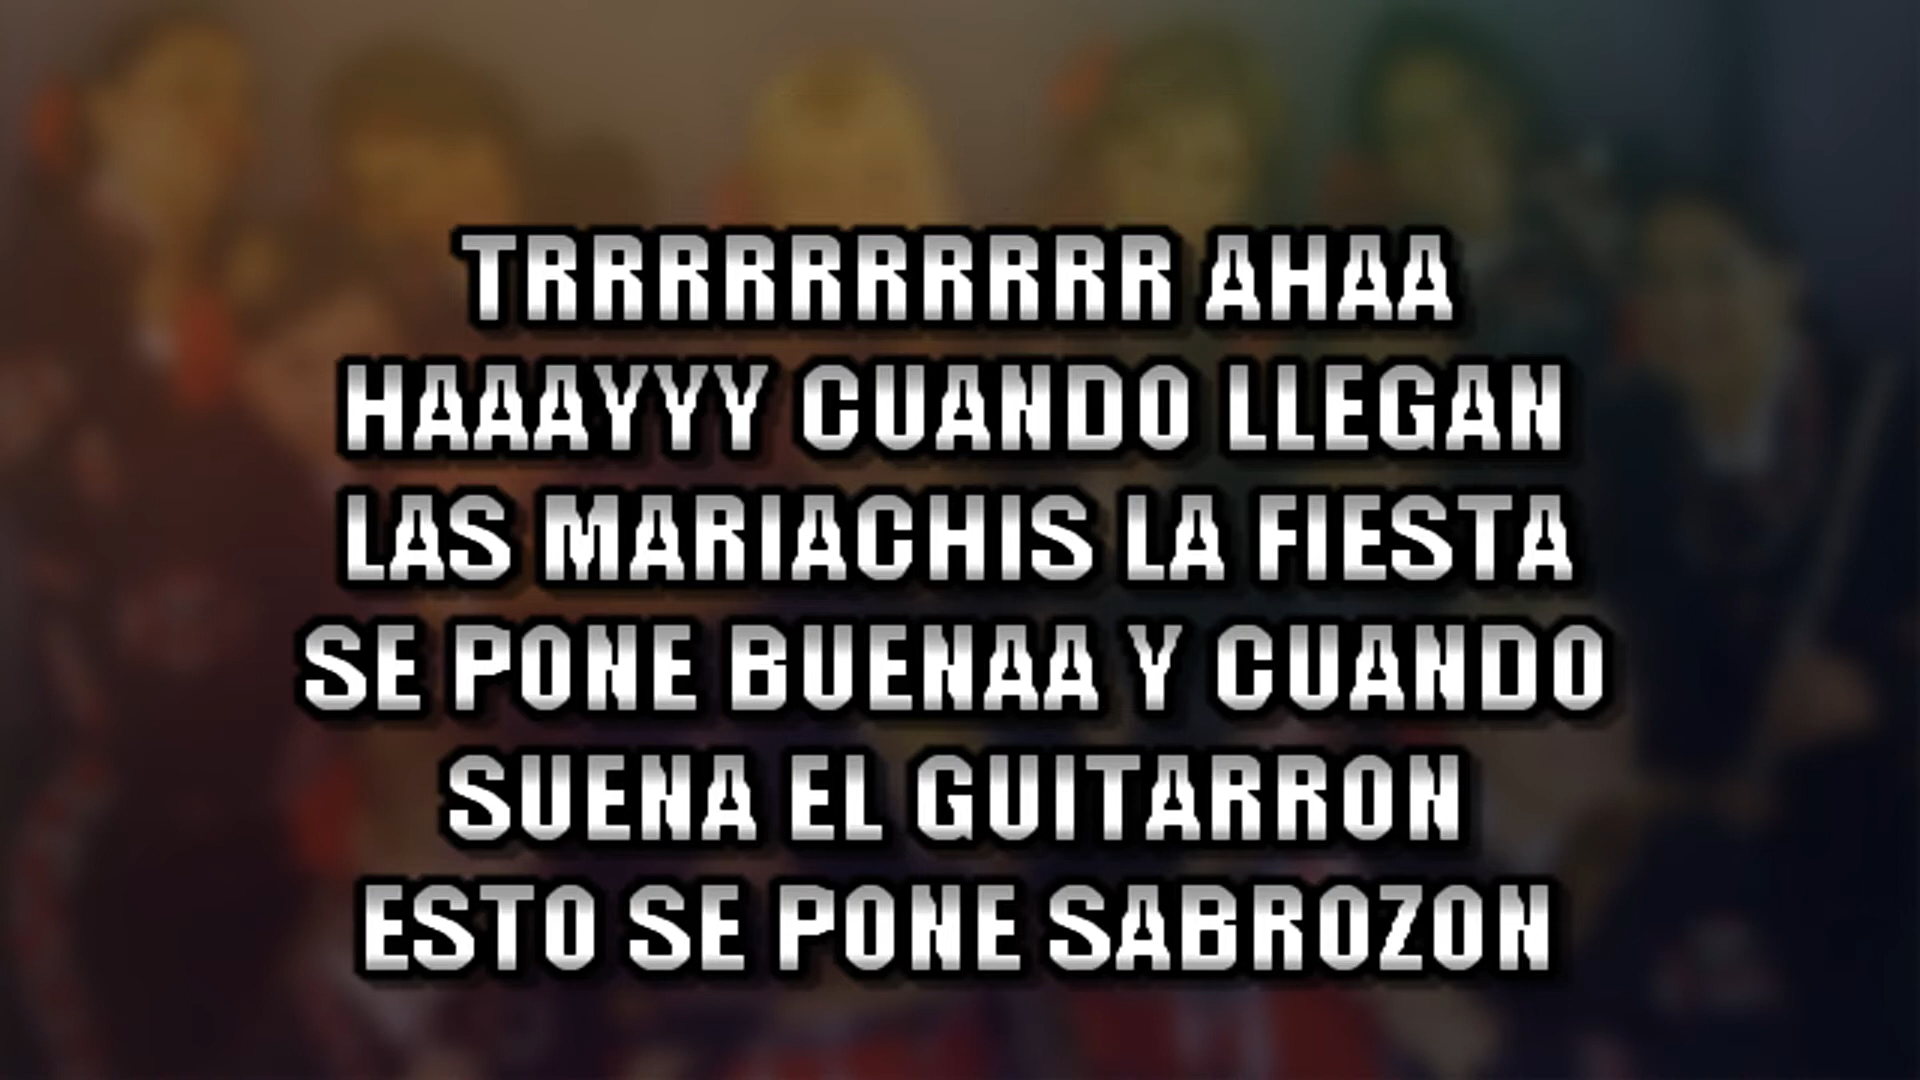 TRRRRRRRRRR AHAA
HAAAYYY CUANDO LLEGAN
LAS MARIACHIS LA FIESTA
SE PONE BUENAA Y CUANDO
SUENA EL GUITARRON
ESTO SE PONE SABROZON